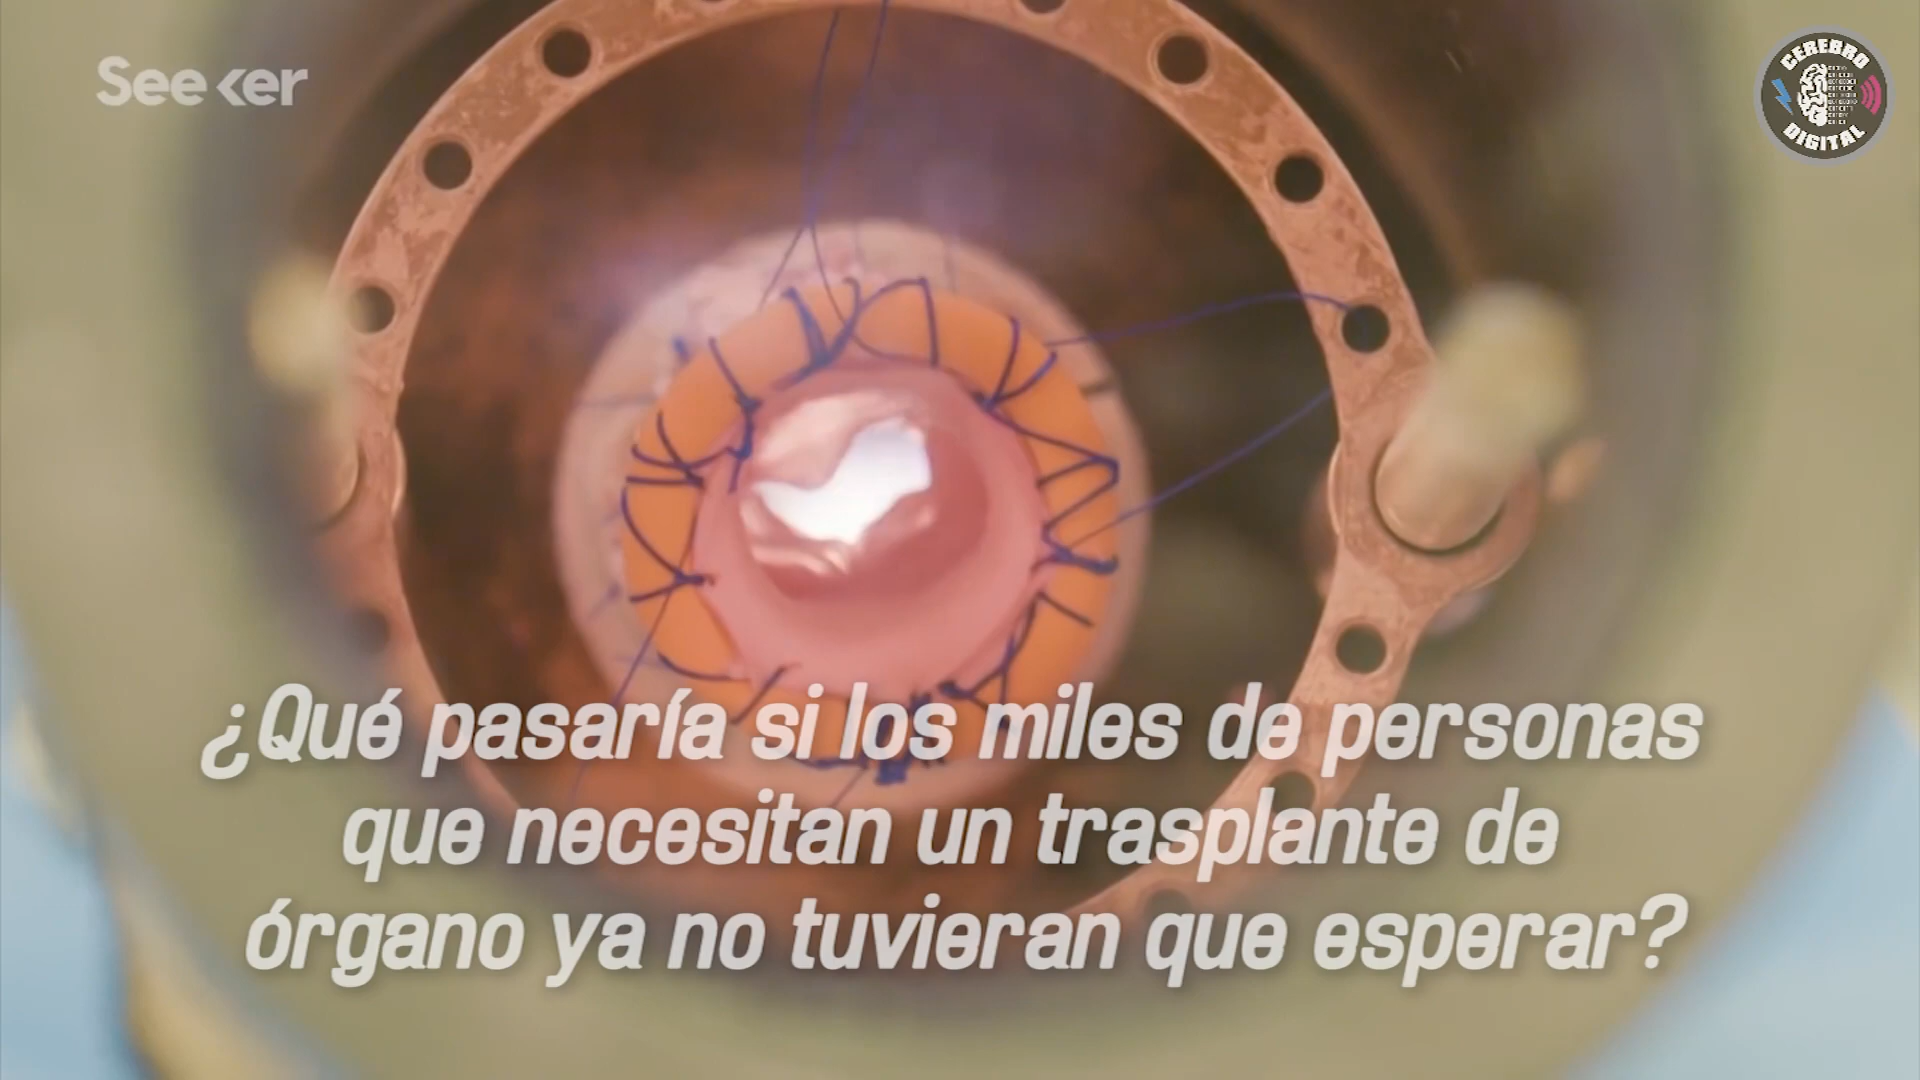 Seeker
CEREBRO
DIGITAL
¿Qué pasaría si los miles de personas
que necesitan un trasplante de
órgano ya no tuvieran que esperar?